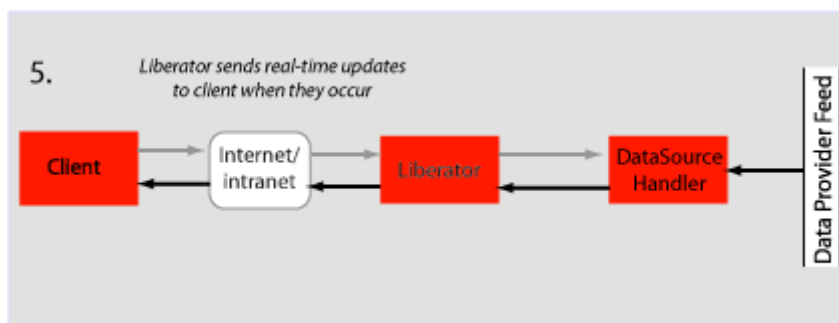 5.
Liberator sends real-time updates
to client when they occur
Client
Internet/
intranet
Liberator
DataSource
Handler
Data Provider Feed